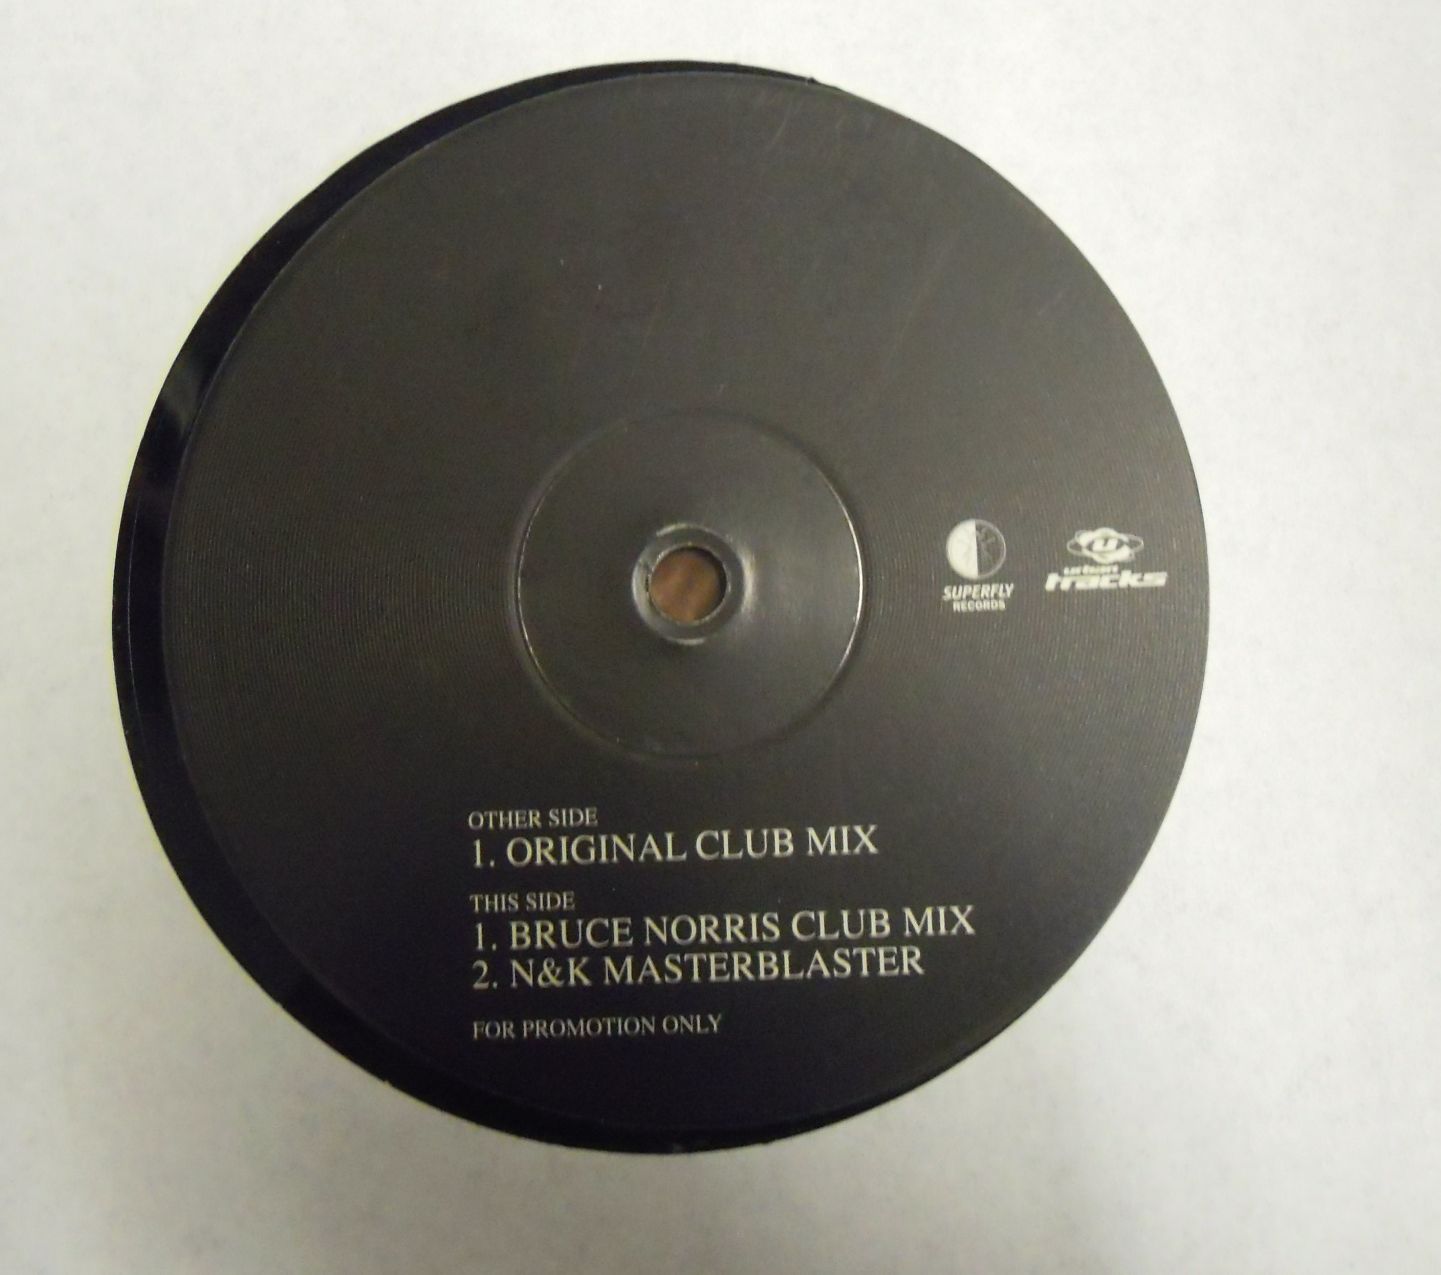 SUPERFLY
RECORDS
U
urban
tracks
OTHER SIDE
1. ORIGINAL CLUB MIX
THIS SIDE
1. BRUCE NORRIS CLUB MIX
2. N&K MASTERBLASTER
FOR PROMOTION ONLY